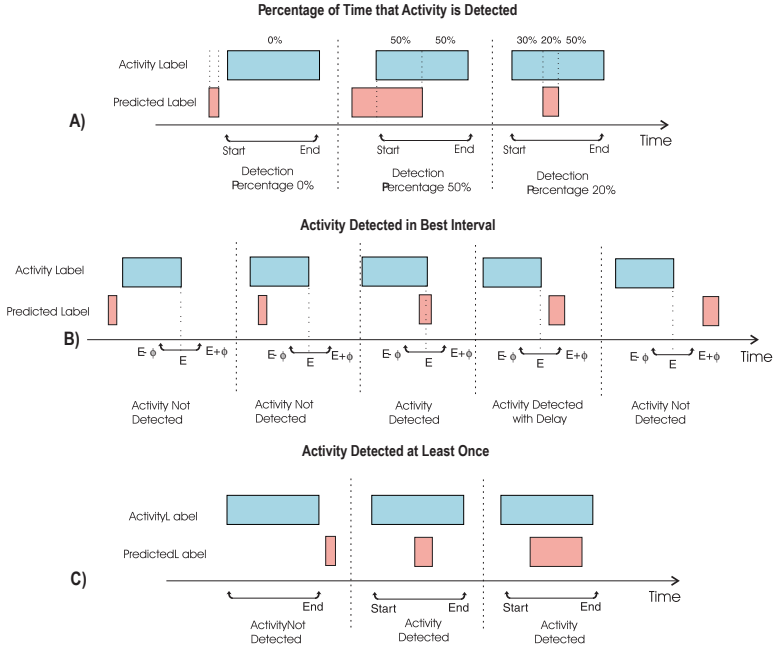 Percentage of Time that Activity is Detected
0% 50% 50% 30% 20% 50%
Activity Label
Predicted Label
A)
Time
Start End Start End Start End
Detection
Percentage 0%
Detection
Percentage 50%
Detection
Percentage 20%
Activity Detected in Best Interval
Activity Label
Predicted Label
B)
Time
E- ϕ E E+ϕ E- ϕ E E+ϕ E- ϕ E E+ϕ E- ϕ E E+ϕ E- ϕ E E+ϕ
Activity Not
Detected
Activity Not
Detected
Activity
Detected
Activity Detected
with Delay
Activity Not
Detected
Activity Detected at Least Once
ActivityL abel
PredictedL abel
C)
Time
End Start End Start End
ActivityNot
Detected
Activity
Detected
Activity
Detected